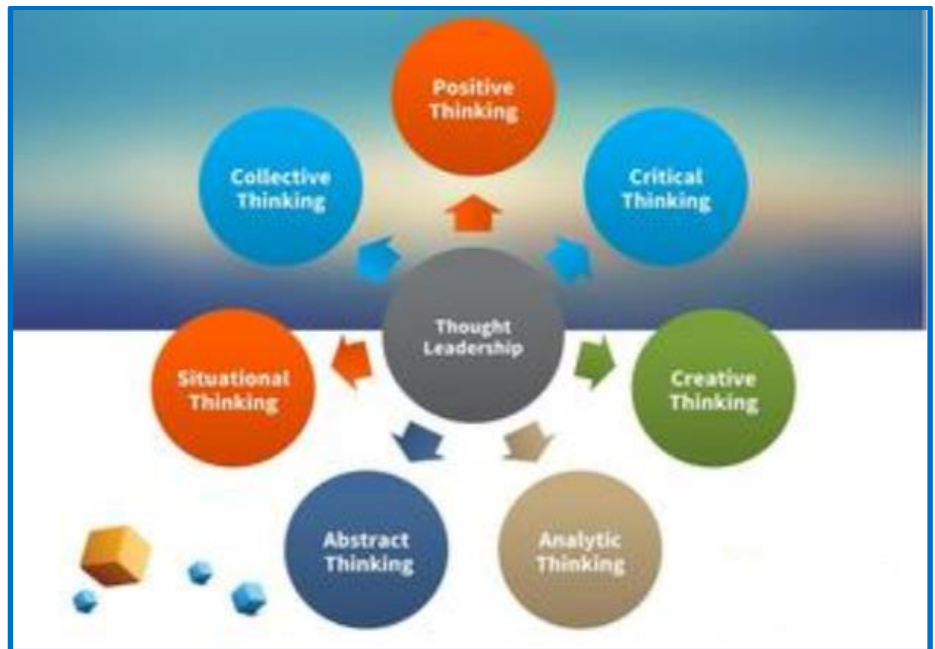 Positive
Thinking
Collective
Thinking
Critical
Thinking
Thought
Leadership
Situational
Thinking
Creative
Thinking
Abstract
Thinking
Analytic
Thinking